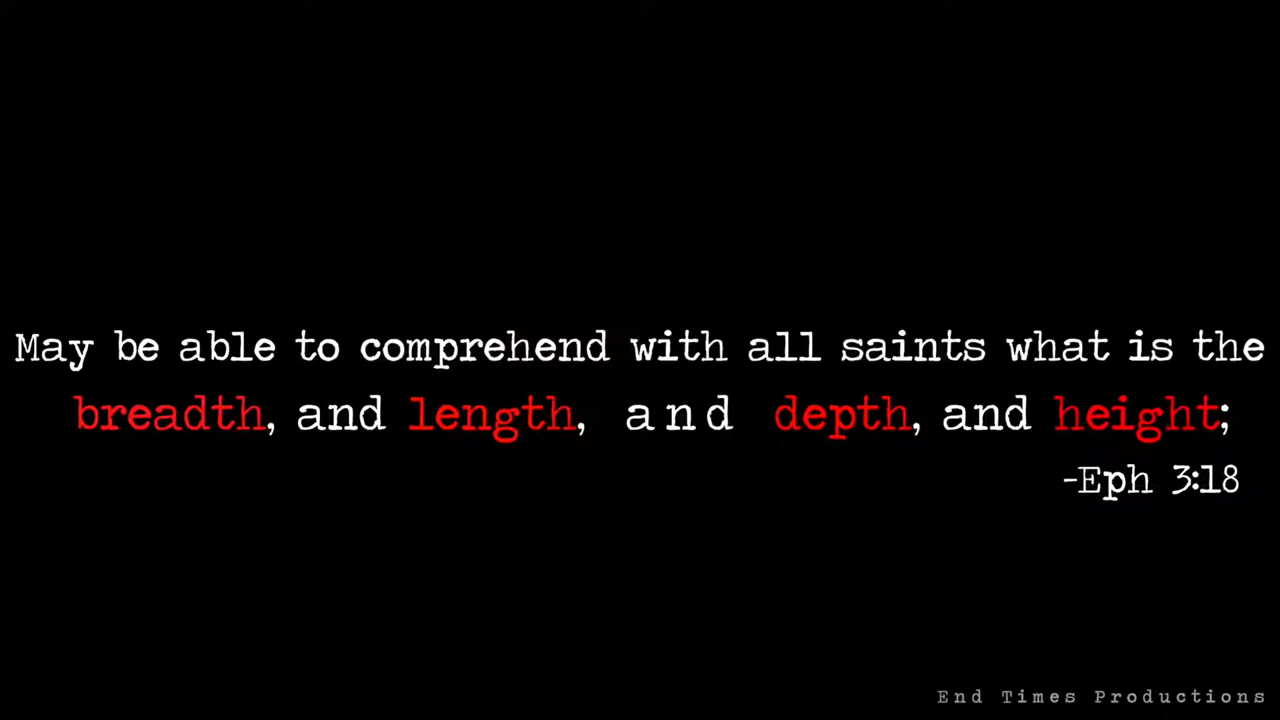 May be able to comprehend with all saints what is the
breadth, and length, and depth, and height;
-Eph 3:18
End Times Productions